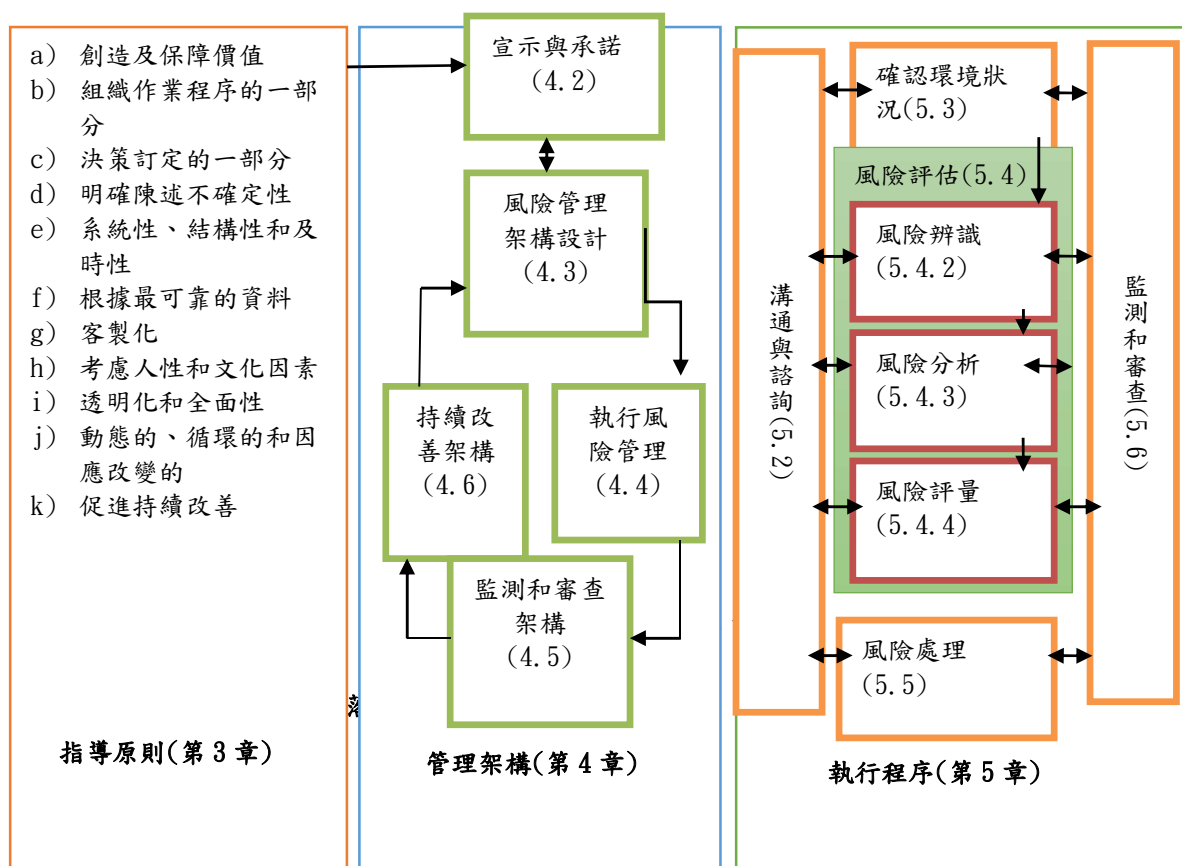 a) 創造及保障價值
b) 組織作業程序的一部
分
c) 決策訂定的一部分
d) 明確陳述不確定性
e) 系統性、結構性和及
時性
f) 根據最可靠的資料
g) 客製化
h) 考慮人性和文化因素
i) 透明化和全面性
j) 動態的、循環的和因
應改變的
k) 促進持續改善
指導原則(第 3 章)
宣示與承諾
(4.2)
風險管理
架構設計
(4.3)
持續改
善架構
(4.6)
執行風
險管理
(4.4)
監測和審查
架構
(4.5)
管理架構(第 4 章)
溝通與諮詢(5.2)
確認環境狀
況(5.3)
風險評估(5.4)
風險辨識
(5.4.2)
風險分析
(5.4.3)
風險評量
(5.4.4)
風險處理
(5.5)
監測和審查(5.6)
執行程序(第 5 章)